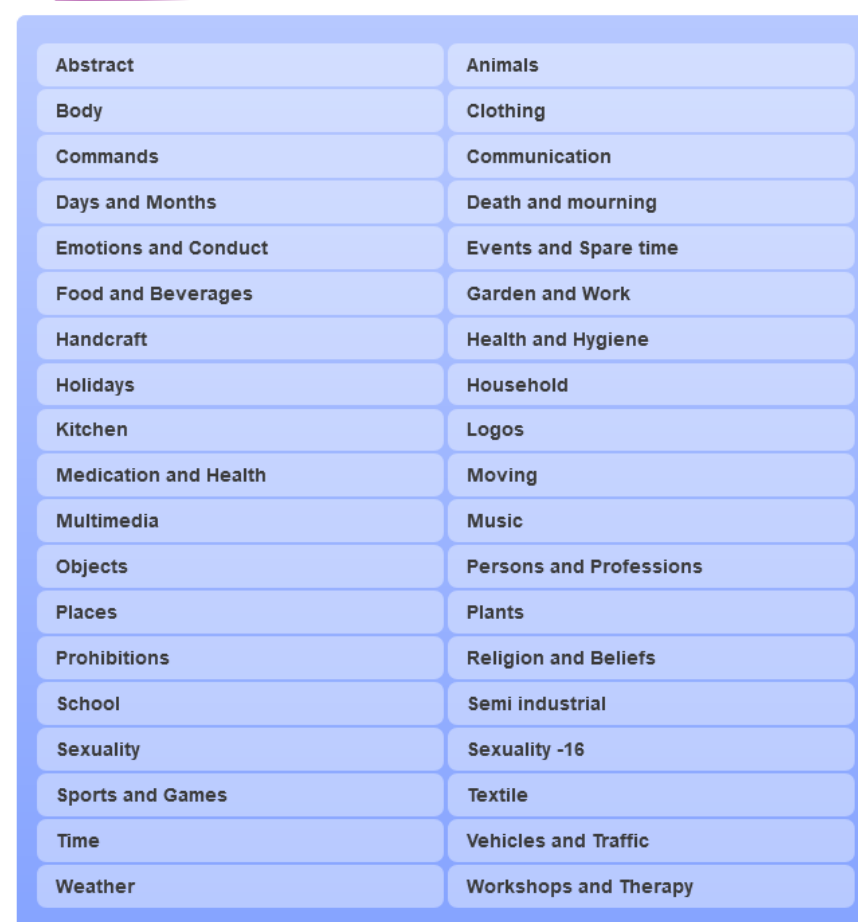 Abstract
Animals
Body
Clothing
Commands
Communication
Days and Months
Death and mourning
Emotions and Conduct
Events and Spare time
Food and Beverages
Garden and Work
Handcraft
Health and Hygiene
Holidays
Household
Kitchen
Logos
Medication and Health
Moving
Multimedia
Music
Objects
Persons and Professions
Places
Plants
Prohibitions
Religion and Beliefs
School
Semi industrial
Sexuality
Sexuality -16
Sports and Games
Textile
Time
Vehicles and Traffic
Weather
Workshops and Therapy